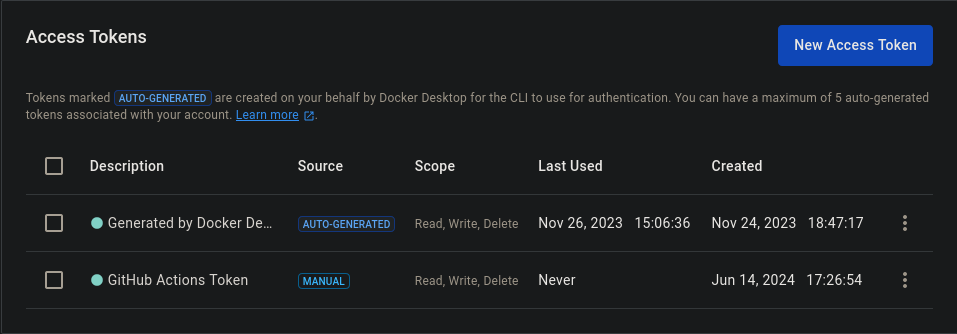 Access Tokens
New Access Token
Tokens marked AUTO-GENERATED are created on your behalf by Docker Desktop for the CLI to use for authentication. You can have a maximum of 5 auto-generated
tokens associated with your account. Learn more.
Description Source Scope Last Used Created
Generated by Docker De... AUTO-GENERATED Read, Write, Delete Nov 26, 2023 15:06:36 Nov 24, 2023 18:47:17
GitHub Actions Token MANUAL Read, Write, Delete Never Jun 14, 2024 17:26:54